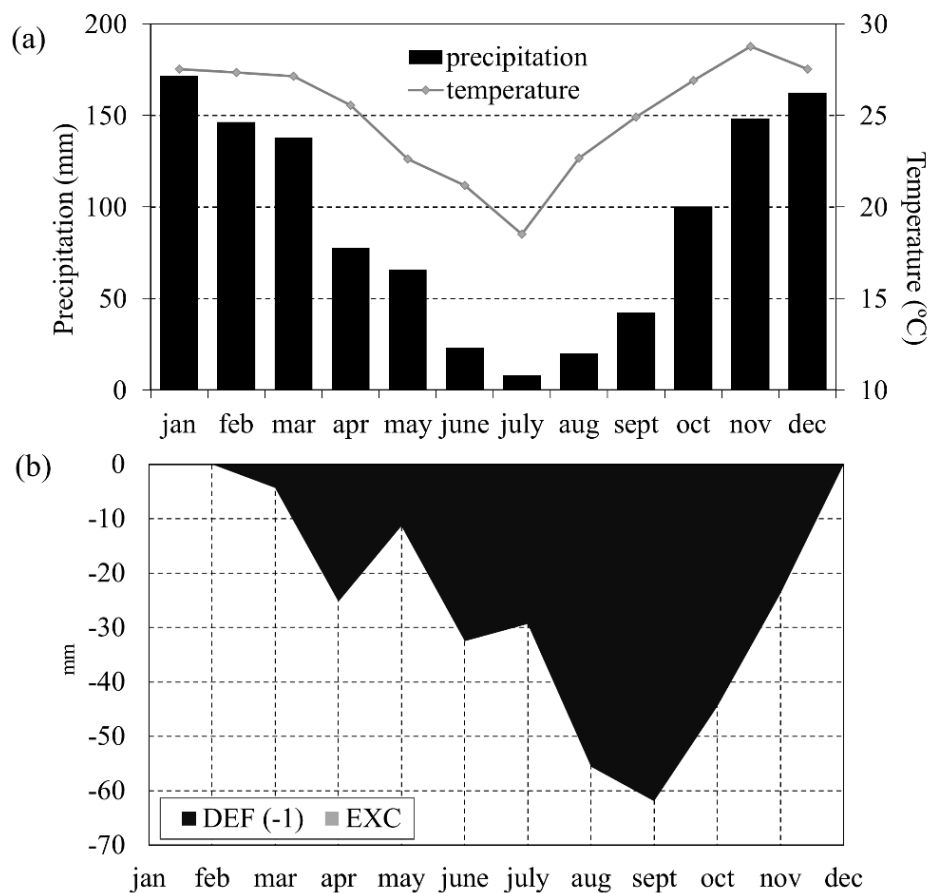 (a)
200
150
100
50
0
Precipitation (mm)
precipitation
temperature
30
25
20
15
10
Temperature (°C)
jan feb mar apr may june july aug sept oct nov dec
(b)
0
-10
-20
-30
-40
-50
-60
-70
mm
DEF (-1) EXC
jan feb mar apr may june july aug sept oct nov dec